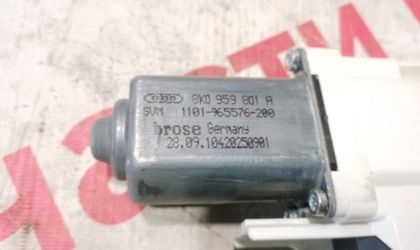 8K0 959 801 A
SVM 1101-965576-200
brose Germany
28.09.10420250901